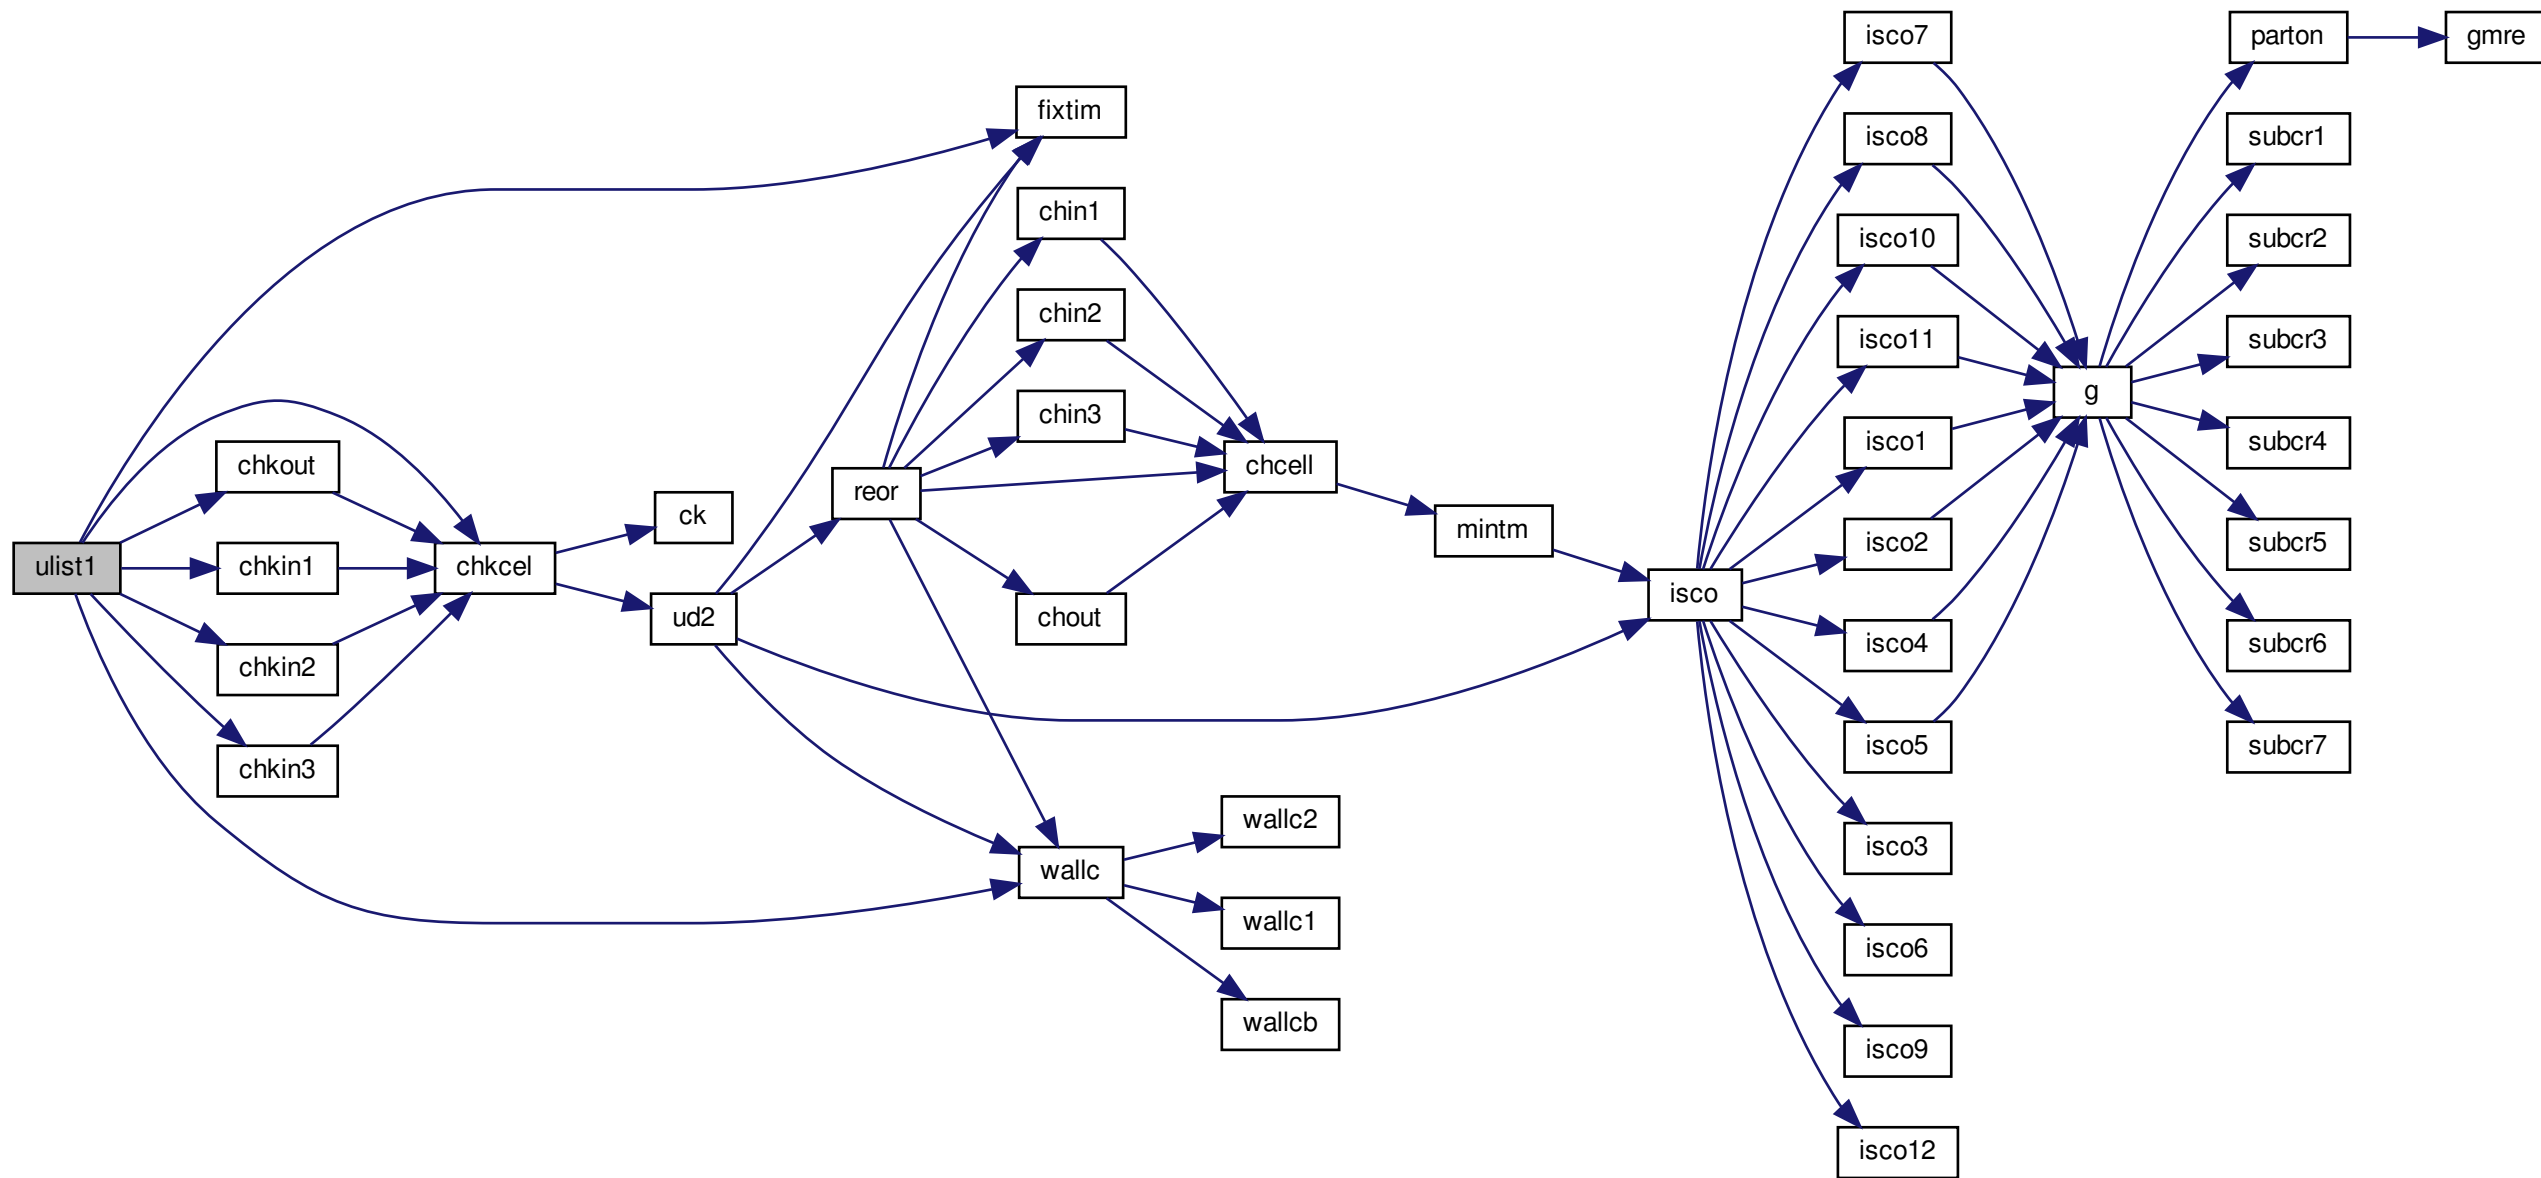 ulist1
chkout
chkin1
chkin2
chkin3
chkcel
ck
ud2
reor
fixtim
chin1
chin2
chin3
chout
wallc
chcell
wallc2
wallc1
wallcb
mintm
isco
isco7
isco8
isco10
isco11
isco1
isco2
isco4
isco5
isco3
isco6
isco9
isco12
g
parton
subcr1
subcr2
subcr3
subcr4
subcr5
subcr6
subcr7
gmre